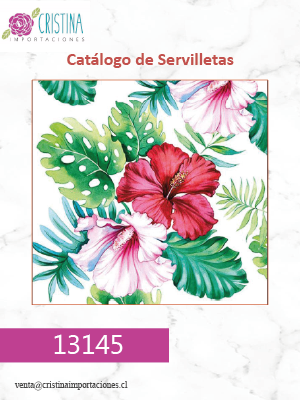 CRISTINA
IMPORTACIONES
Catálogo de Servilletas
13145
venta@cristinaimportaciones.cl